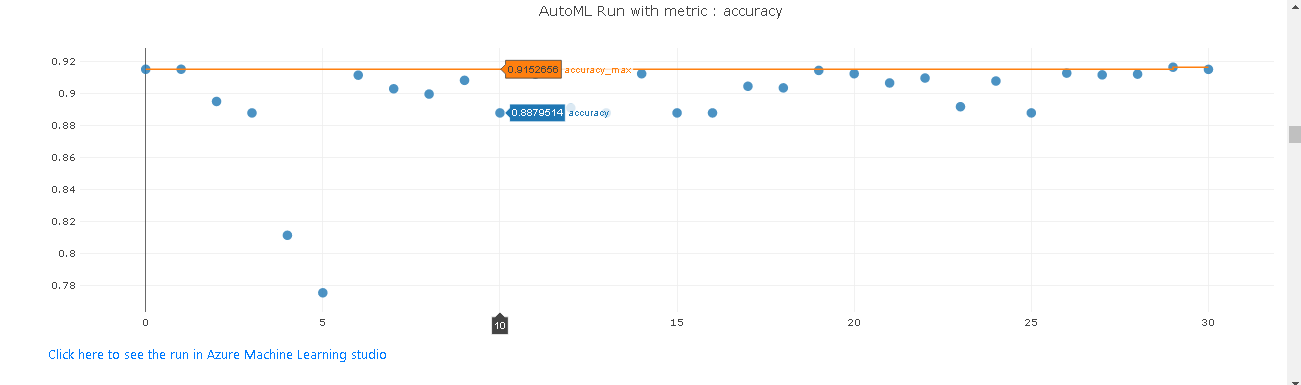 AutoML Run with metric : accuracy
0.92
0.9152656 accuracy_max
0.9
0.8879514 accuracy
0.88
0.86
0.84
0.82
0.8
0.78
0 5 10 15 20 25 30
Click here to see the run in Azure Machine Learning studio